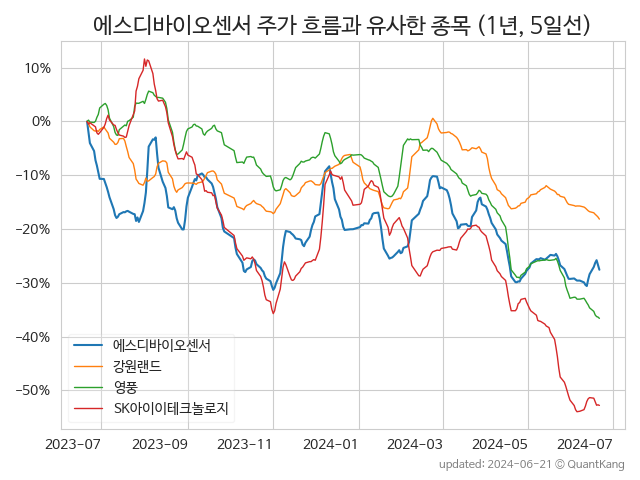 에스디바이오센서 주가 흐름과 유사한 종목 (1년, 5일선)
10%
0%
−10%
−20%
−30%
−40%
−50%
에스디바이오센서
강원랜드
영풍
SK아이이테크놀로지
2023-07 2023-09 2023-11 2024-01 2024-03 2024-05 2024-07
updated: 2024-06-21 © QuantKang